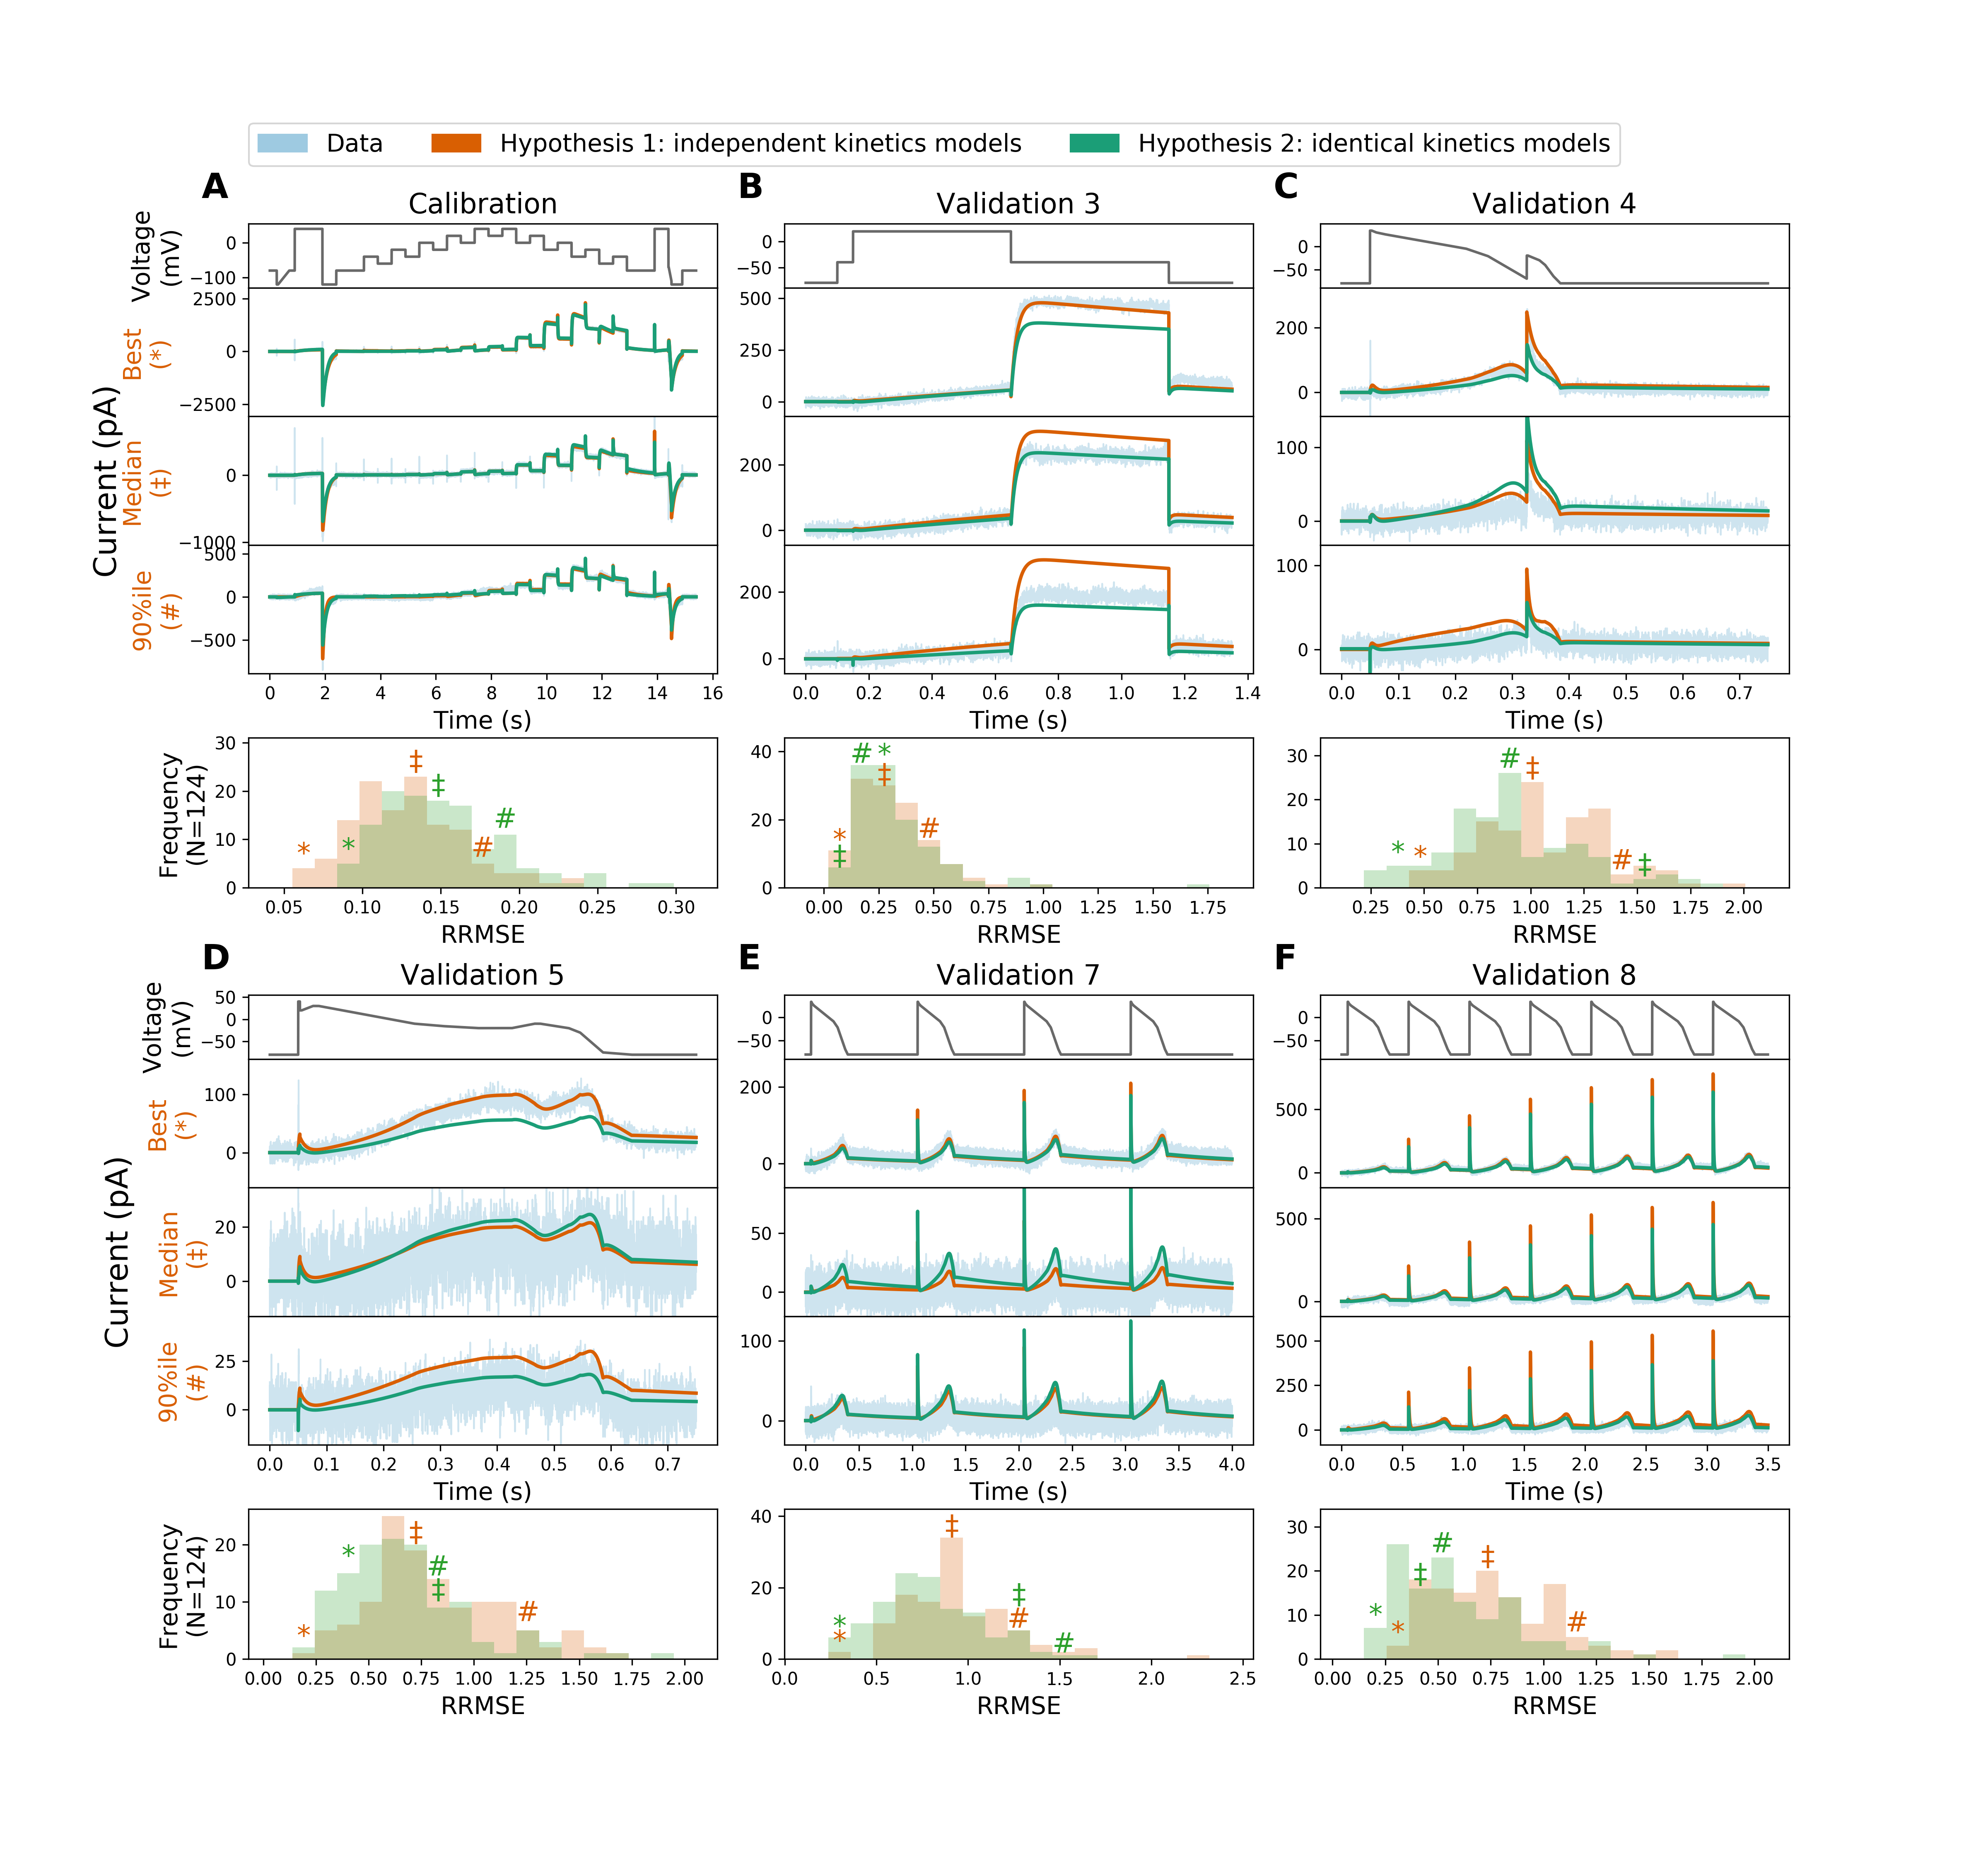 Data Hypothesis 1: independent kinetics models Hypothesis 2: identical kinetics models
A
Calibration
Voltage
(mV)
0
−100
Current (pA)
Best
(*)
2500
0
−2500
Median
(‡)
0
−1000
90%ile
(#)
500
0
−500
0 2 4 6 8 10 12 14 16
Time (s)
Frequency
(N=124)
30
20
10
0
* ‡ # * ‡ #
0.05 0.10 0.15 0.20 0.25 0.30
RRMSE
B
Validation 3
0
−50
500
250
0
200
0
200
0
0.0 0.2 0.4 0.6 0.8 1.0 1.2 1.4
Time (s)
40
20
0
# * ‡ * ‡ #
0.00 0.25 0.50 0.75 1.00 1.25 1.50 1.75
RRMSE
C
Validation 4
0
−50
200
0
100
0
100
0
0.0 0.1 0.2 0.3 0.4 0.5 0.6 0.7
Time (s)
30
20
10
0
* * # ‡ # ‡
0.25 0.50 0.75 1.00 1.25 1.50 1.75 2.00
RRMSE
D
Validation 5
Voltage
(mV)
50
0
−50
Current (pA)
Best
(*)
100
0
Median
(‡)
20
0
90%ile
(#)
25
0
0.0 0.1 0.2 0.3 0.4 0.5 0.6 0.7
Time (s)
Frequency
(N=124)
20
10
0
* * ‡ # ‡ #
0.00 0.25 0.50 0.75 1.00 1.25 1.50 1.75 2.00
RRMSE
E
Validation 7
0
−50
200
0
50
0
100
0
0.0 0.5 1.0 1.5 2.0 2.5 3.0 3.5 4.0
Time (s)
40
20
0
* * ‡ ‡ # #
0.0 0.5 1.0 1.5 2.0 2.5
RRMSE
F
Validation 8
0
−50
500
0
500
0
500
250
0
0.0 0.5 1.0 1.5 2.0 2.5 3.0 3.5
Time (s)
30
20
10
0
* * ‡ # ‡ #
0.00 0.25 0.50 0.75 1.00 1.25 1.50 1.75 2.00
RRMSE